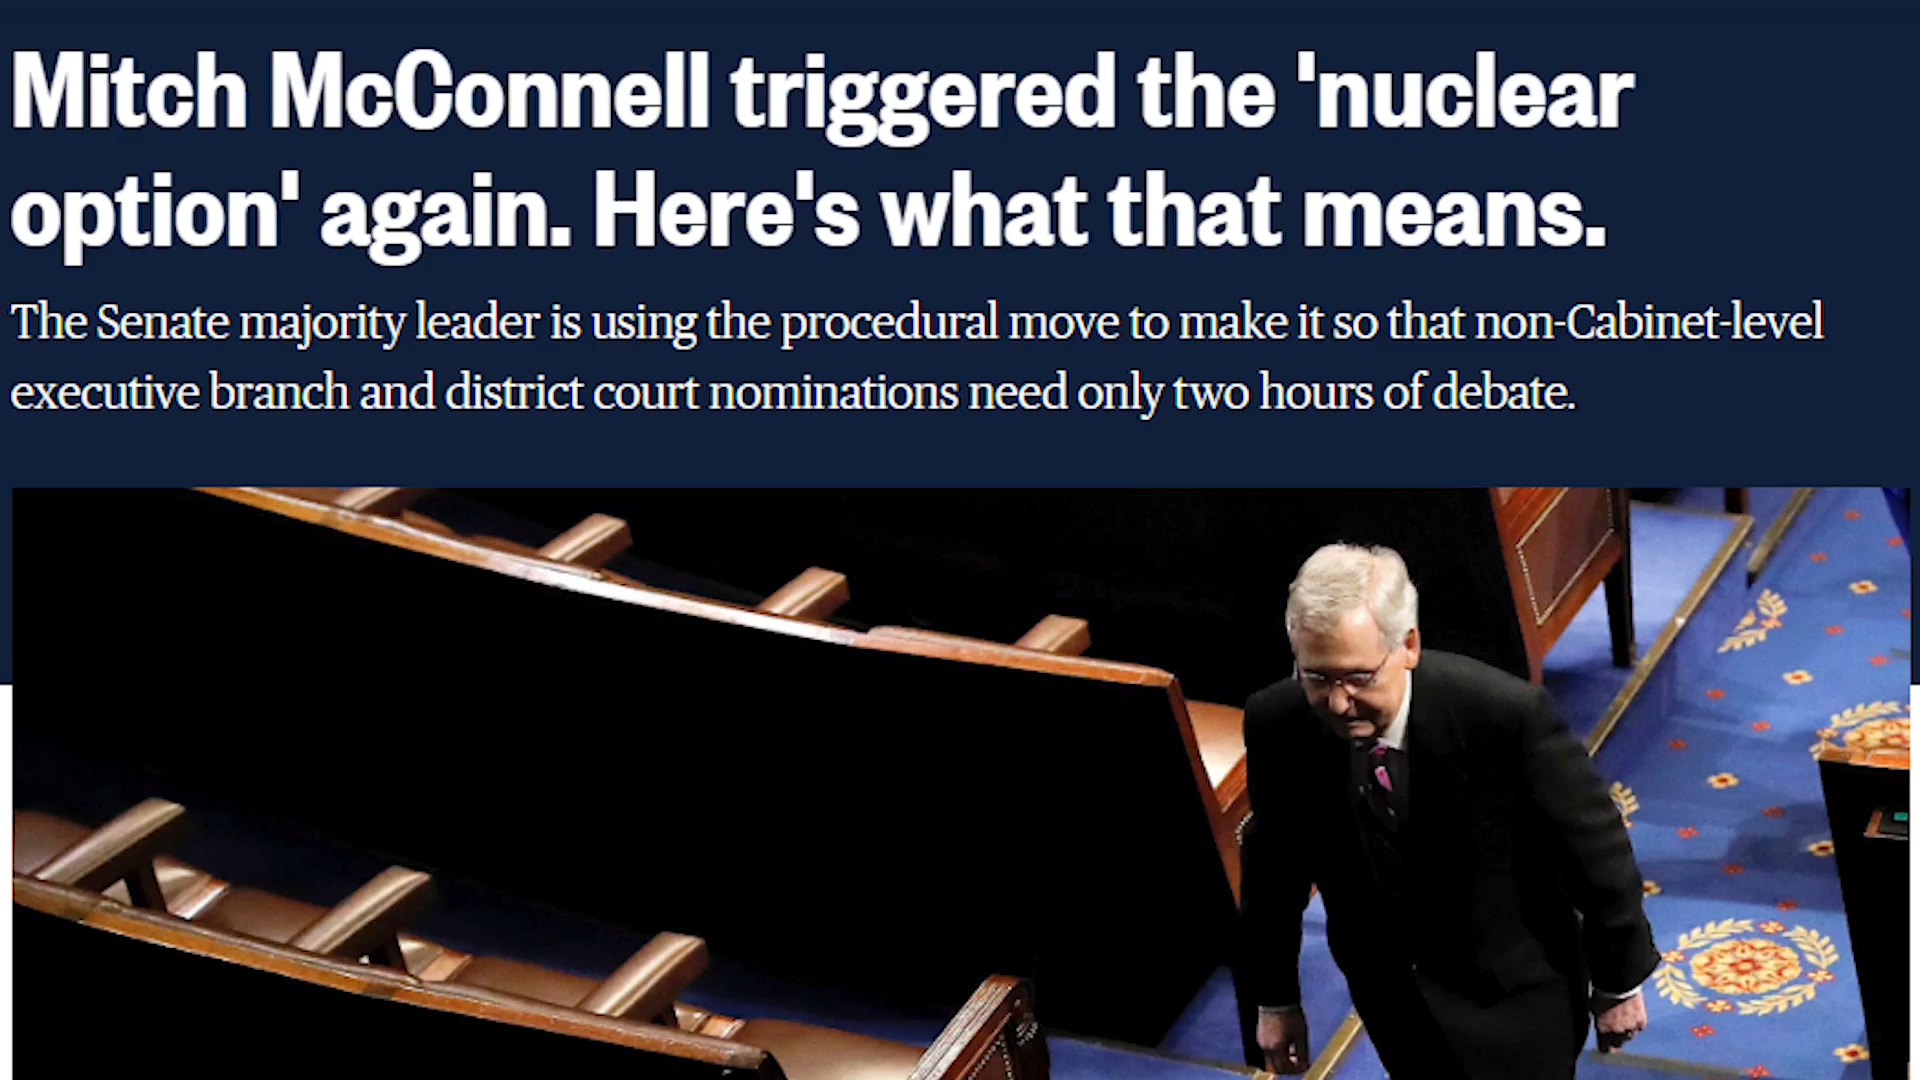 Mitch McConnell triggered the 'nuclear
option' again. Here's what that means.
The Senate majority leader is using the procedural move to make it so that non-Cabinet-level
executive branch and district court nominations need only two hours of debate.